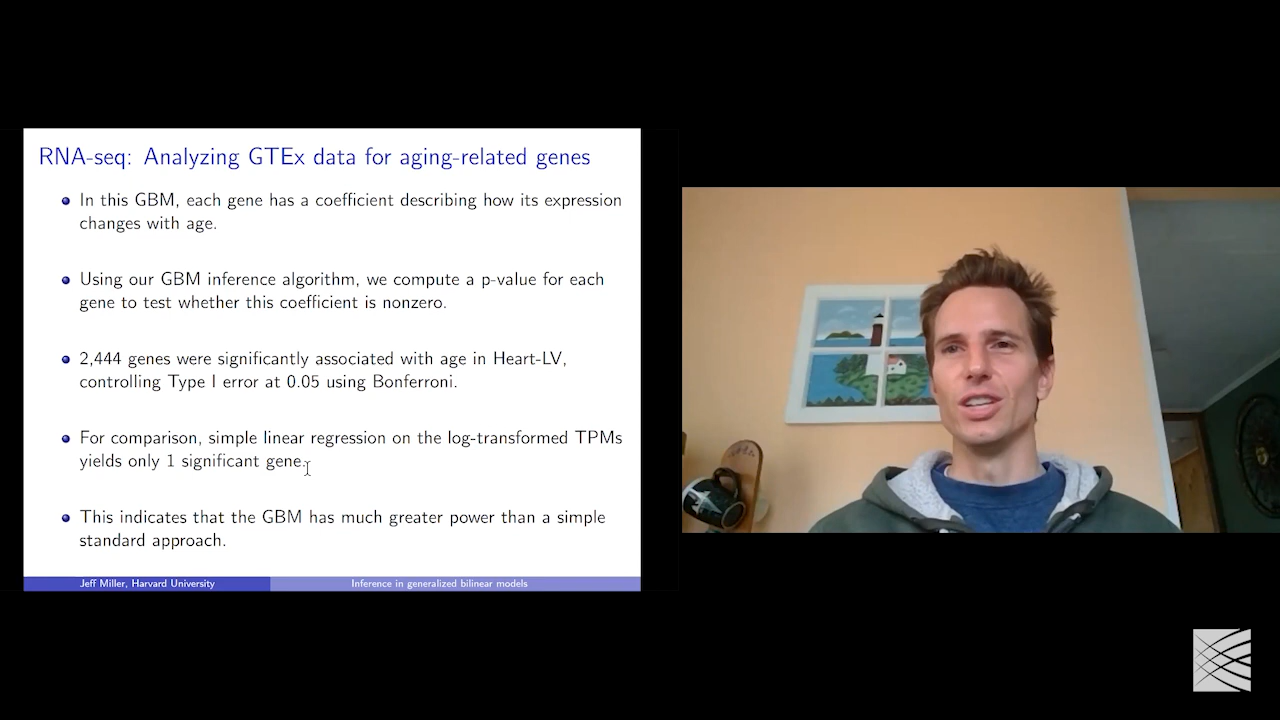 RNA-seq: Analyzing GTEx data for aging-related genes
In this GBM, each gene has a coefficient describing how its expression
changes with age.
Using our GBM inference algorithm, we compute a p-value for each
gene to test whether this coefficient is nonzero.
2,444 genes were significantly associated with age in Heart-LV,
controlling Type I error at 0.05 using Bonferroni.
For comparison, simple linear regression on the log-transformed TPMs
yields only 1 significant gene.
This indicates that the GBM has much greater power than a simple
standard approach.
Jeff Miller, Harvard University
Inference in generalized bilinear models